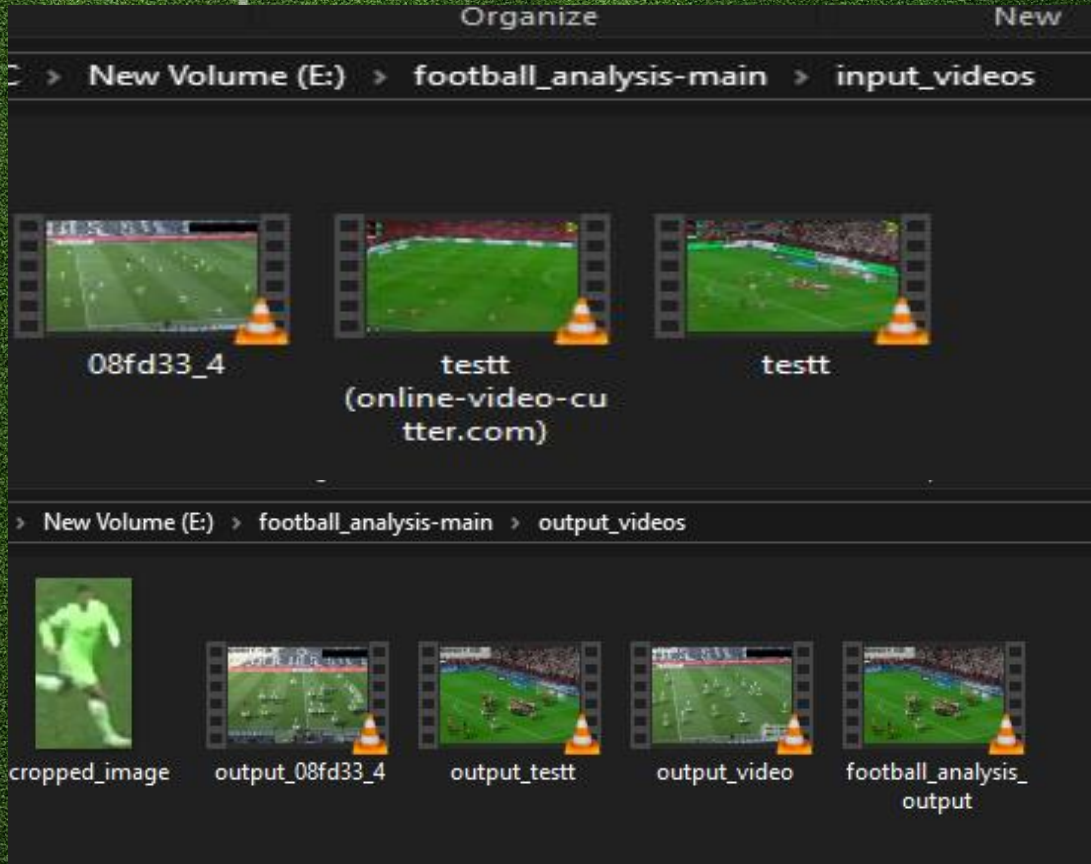 Organize New
> New Volume (E:) > football_analysis-main > input_videos
08fd33_4
testt
(online-video-cu
tter.com)
testt
> New Volume (E:) > football_analysis-main > output_videos
cropped_image
output_08fd33_4
output_testt
output_video
football_analysis_
output